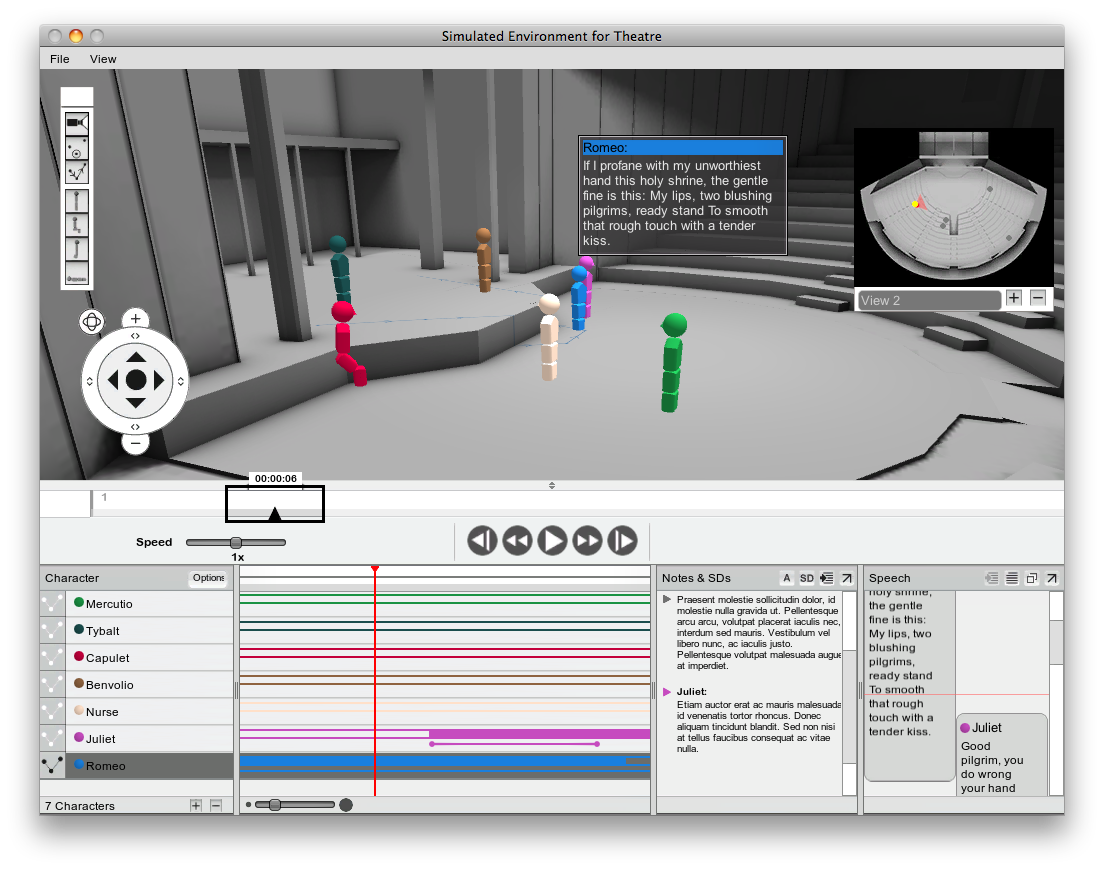 Simulated Environment for Theatre
File View
Romeo:
If I profane with my unworthiest
hand this holy shrine, the gentle
fine is this: My lips, two blushing
pilgrims, ready stand To smooth
that rough touch with a tender
kiss.
View 2
00:00:06
1
Speed
1x
Character Options
Mercutio
Tybalt
Capulet
Benvolio
Nurse
Juliet
Romeo
7 Characters
Notes & SDs A SD
Praesent molestie sollicitudin dolor, id
molestie nulla gravida ut. Pellentesque
arcu arcu, volutpat placerat iaculis nec,
interdum sed mauris. Vestibulum vel
libero nunc, ac iaculis justo.
Pellentesque volutpat malesuada augue
at imperdiet.
Juliet:
Etiam auctor erat ac mauris malesuada
id venenatis tortor rhoncus. Donec
aliquam tincidunt blandit. Sed non nisi
at tellus faucibus consequat ac vitae
nulla.
Speech
holy shrine,
the gentle
fine is this:
My lips, two
blushing
pilgrims,
ready stand
To smooth
that rough
touch with a
tender kiss.
Juliet
Good
pilgrim, you
do wrong
your hand